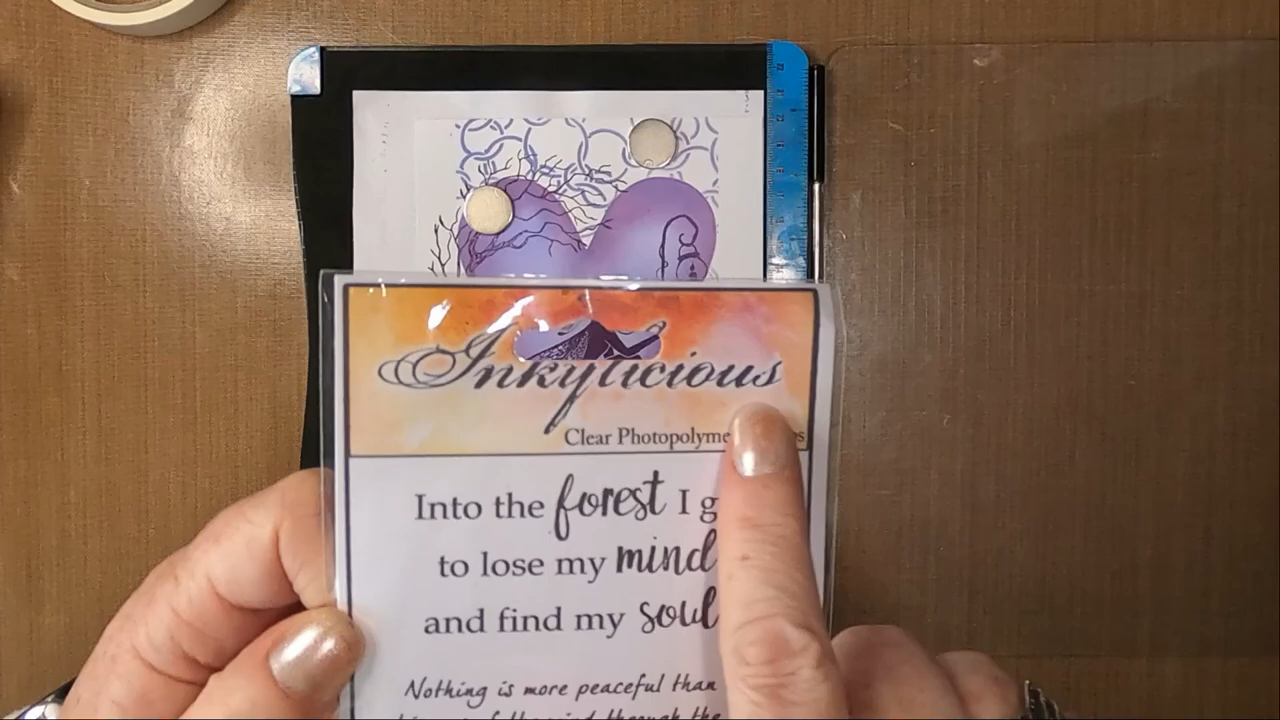 Inkylicious
Clear Photopolyme
Into the forest I g
to lose my mind
and find my soul
Nothing is more peaceful than
the